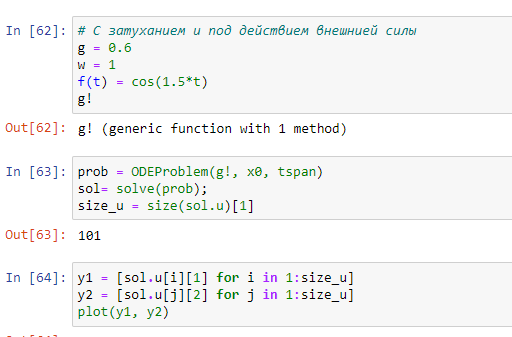 In [62]: # С затуханием и под действием внешнией силы
g = 0.6
w = 1
f(t) = cos(1.5*t)
g!
Out[62]: g! (generic function with 1 method)
In [63]: prob = ODEProblem(g!, x0, tspan)
sol= solve(prob);
size_u = size(sol.u)[1]
Out[63]: 101
In [64]: y1 = [sol.u[i][1] for i in 1:size_u]
y2 = [sol.u[j][2] for j in 1:size_u]
plot(y1, y2)